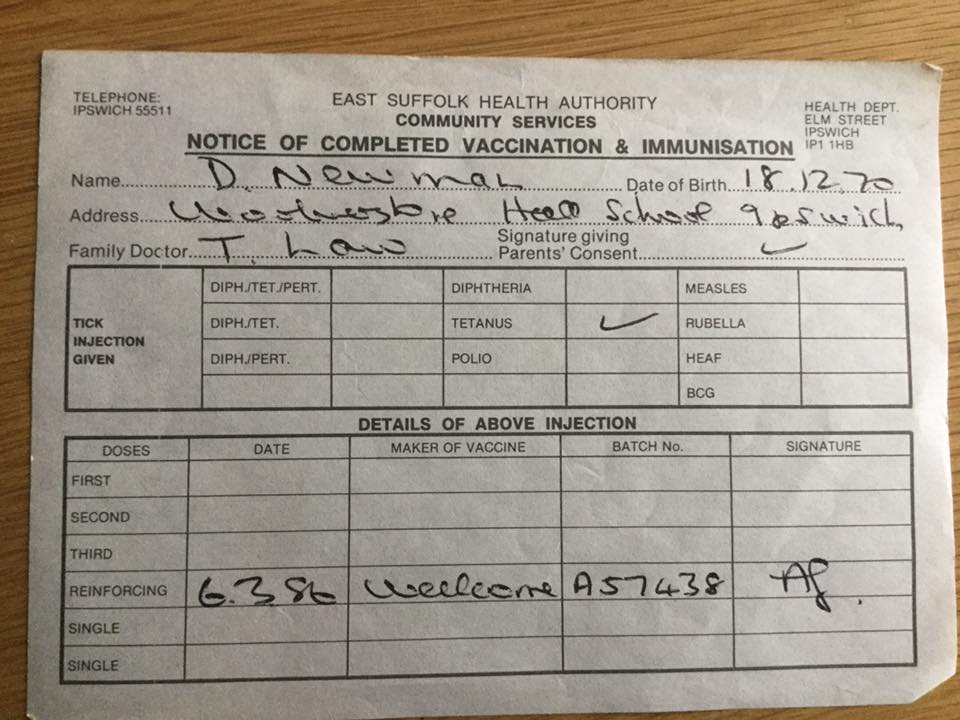 TELEPHONE:
IPSWICH 55511
EAST SUFFOLK HEALTH AUTHORITY
COMMUNITY SERVICES
HEALTH DEPT.
ELM STREET
IPSWICH
IP1 1HB
NOTICE OF COMPLETED VACCINATION & IMMUNISATION
Name D. Newman Date of Birth 18.12.70
Address Hall School Ipswich
Family Doctor T. Law Signature giving
Parents' Consent ✓
TICK
INJECTION
GIVEN
DIPH./TET./PERT. DIPHTHERIA MEASLES
DIPH./TET. TETANUS ✓ RUBELLA
DIPH./PERT. POLIO HEAF
BCG
DETAILS OF ABOVE INJECTION
DOSES DATE MAKER OF VACCINE BATCH No. SIGNATURE
FIRST
SECOND
THIRD
REINFORCING 6.3.86 Wellcome A57438
SINGLE
SINGLE